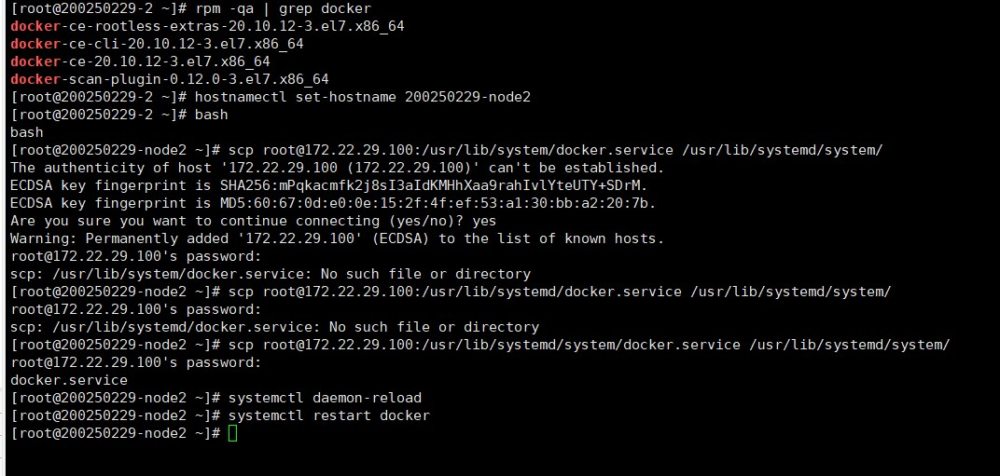 [root@200250229-2 ~]# rpm -qa | grep docker
docker-ce-rootless-extras-20.10.12-3.el7.x86_64
docker-ce-cli-20.10.12-3.el7.x86_64
docker-ce-20.10.12-3.el7.x86_64
docker-scan-plugin-0.12.0-3.el7.x86_64
[root@200250229-2 ~]# hostnamectl set-hostname 200250229-node2
[root@200250229-2 ~]# bash
bash
[root@200250229-node2 ~]# scp root@172.22.29.100:/usr/lib/system/docker.service /usr/lib/systemd/system/
The authenticity of host '172.22.29.100 (172.22.29.100)' can't be established.
ECDSA key fingerprint is SHA256:mPqkacmfk2j8sI3aIdKMHhXaa9rahIvlYteUTY+SDrM.
ECDSA key fingerprint is MD5:60:67:0d:e0:0e:15:2f:4f:ef:53:a1:30:bb:a2:20:7b.
Are you sure you want to continue connecting (yes/no)? yes
Warning: Permanently added '172.22.29.100' (ECDSA) to the list of known hosts.
root@172.22.29.100's password:
scp: /usr/lib/system/docker.service: No such file or directory
[root@200250229-node2 ~]# scp root@172.22.29.100:/usr/lib/systemd/docker.service /usr/lib/systemd/system/
root@172.22.29.100's password:
scp: /usr/lib/systemd/docker.service: No such file or directory
[root@200250229-node2 ~]# scp root@172.22.29.100:/usr/lib/systemd/system/docker.service /usr/lib/systemd/system/
root@172.22.29.100's password:
docker.service
[root@200250229-node2 ~]# systemctl daemon-reload
[root@200250229-node2 ~]# systemctl restart docker
[root@200250229-node2 ~]#